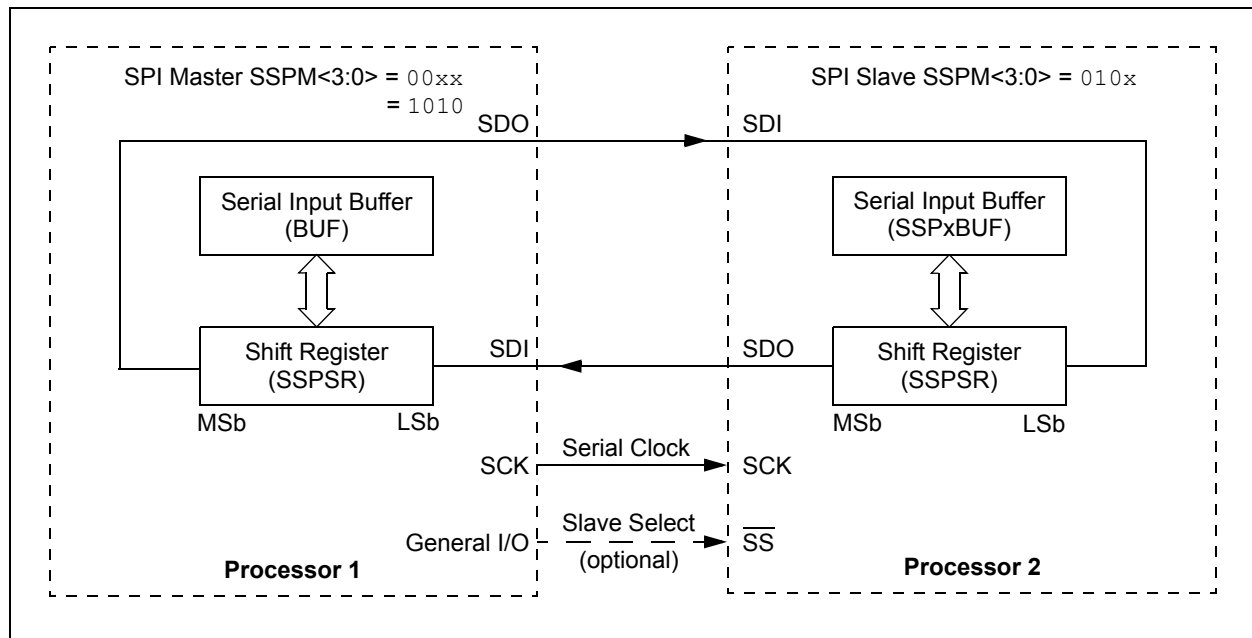 SPI Master SSPM<3:0> = 00xx
= 1010
SDO
Serial Input Buffer
(BUF)
Shift Register
(SSPSR)
MSb
LSb
SDI
SCK
General I/O
Processor 1
Serial Clock
Slave Select
(optional)
SPI Slave SSPM<3:0> = 010x
SDI
Serial Input Buffer
(SSPxBUF)
SDO
Shift Register
(SSPSR)
MSb
LSb
SCK
S̅S̅
Processor 2